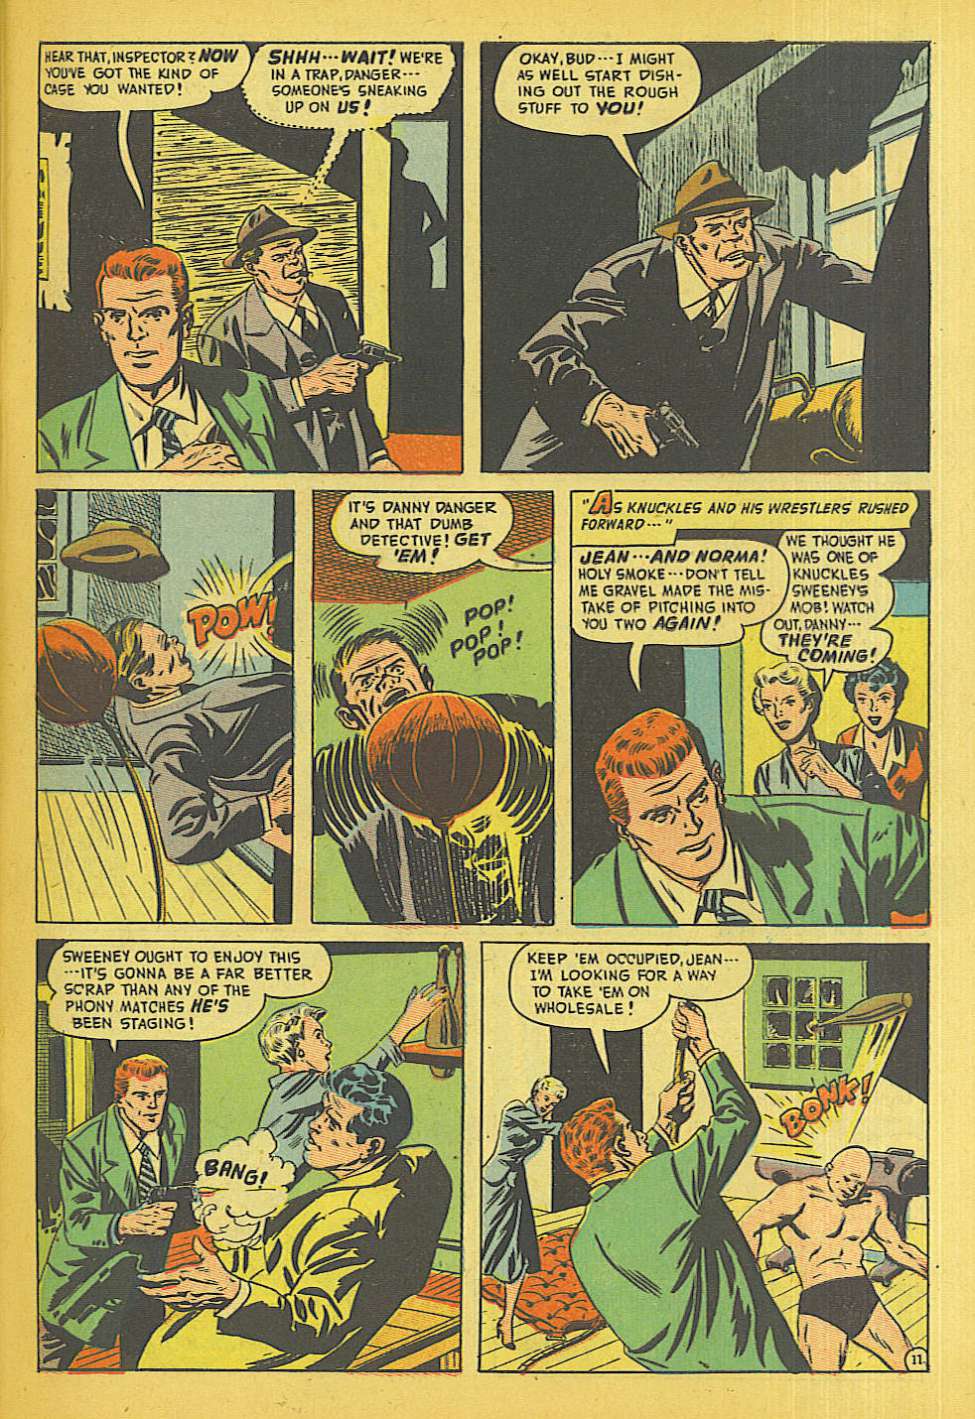 HEAR THAT, INSPECTOR? NOW
YOU'VE GOT THE KIND OF
CASE YOU WANTED!
SHHH---WAIT! WE'RE
IN A TRAP, DANGER---
SOMEONE'S SNEAKING
UP ON US!
OKAY, BUD---I MIGHT
AS WELL START DISH-
ING OUT THE ROUGH
STUFF TO YOU!
POW!
IT'S DANNY DANGER
AND THAT DUMB
DETECTIVE! GET
'EM!
POP!
POP!
POP!
"AS KNUCKLES AND HIS WRESTLERS RUSHED
FORWARD---"
JEAN---AND NORMA!
HOLY SMOKE---DON'T TELL
ME GRAVEL MADE THE MIS-
TAKE OF PITCHING INTO
YOU TWO AGAIN!
WE THOUGHT HE
WAS ONE OF
KNUCKLES
SWEENEY'S
MOB! WATCH
OUT, DANNY---
THEY'RE
COMING!
SWEENEY OUGHT TO ENJOY THIS
---IT'S GONNA BE A FAR BETTER
SCRAP THAN ANY OF THE
PHONY MATCHES HE'S
BEEN STAGING!
BANG!
KEEP 'EM OCCUPIED, JEAN---
I'M LOOKING FOR A WAY
TO TAKE 'EM ON
WHOLESALE!
BONK!
11